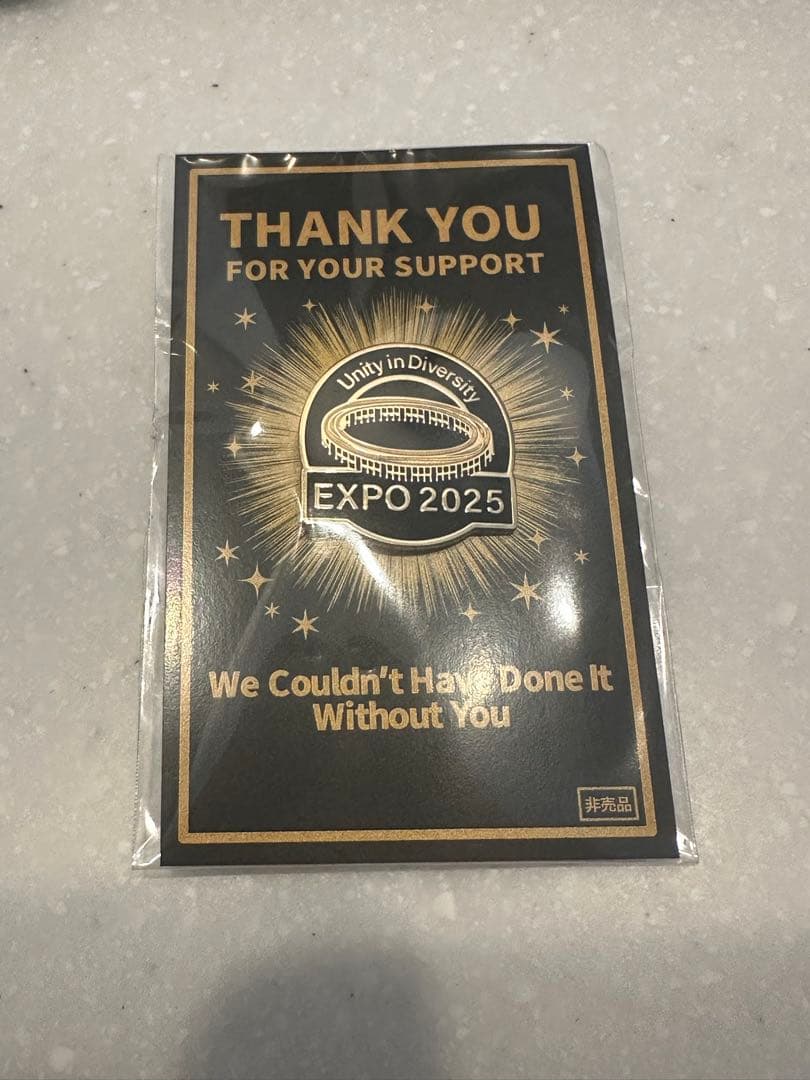 THANK YOU
FOR YOUR SUPPORT
Unity in Diversity
EXPO 2025
We Couldn't Have Done It
Without You
非売品